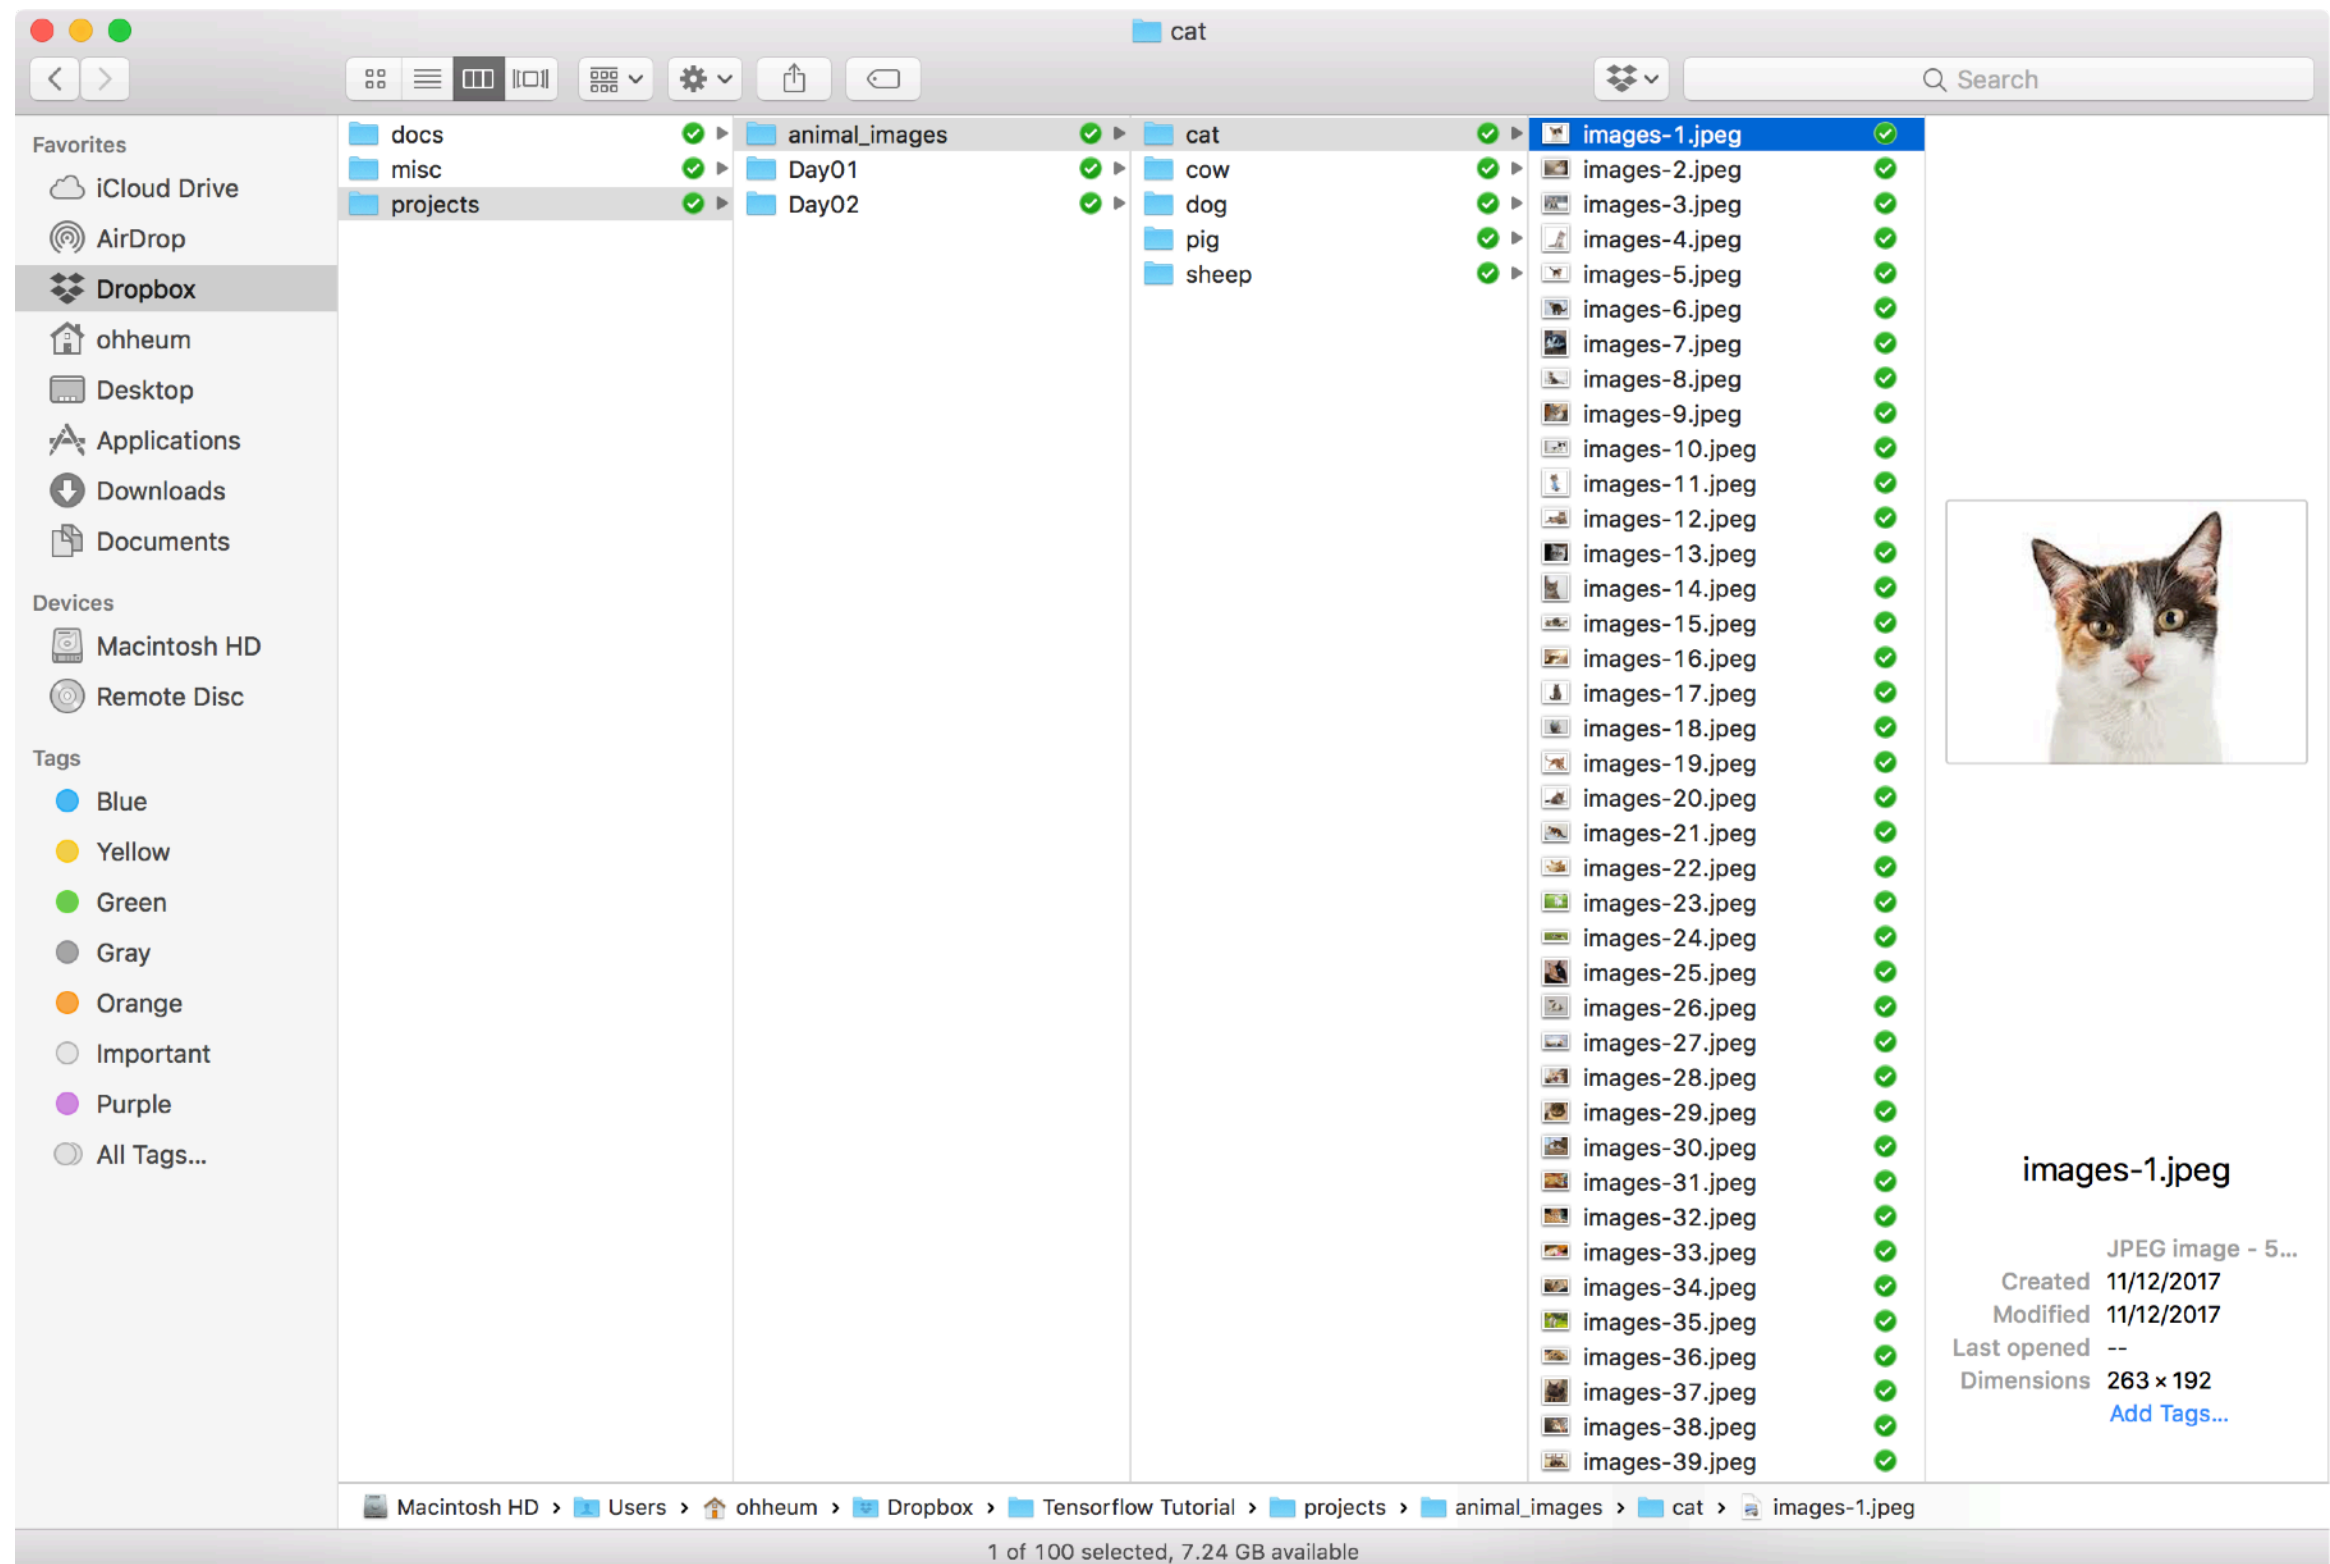 cat
Search
Favorites
iCloud Drive
AirDrop
Dropbox
ohheum
Desktop
Applications
Downloads
Documents
Devices
Macintosh HD
Remote Disc
Tags
Blue
Yellow
Green
Gray
Orange
Important
Purple
All Tags...
docs
misc
projects
animal_images
Day01
Day02
cat
cow
dog
pig
sheep
images-1.jpeg
images-2.jpeg
images-3.jpeg
images-4.jpeg
images-5.jpeg
images-6.jpeg
images-7.jpeg
images-8.jpeg
images-9.jpeg
images-10.jpeg
images-11.jpeg
images-12.jpeg
images-13.jpeg
images-14.jpeg
images-15.jpeg
images-16.jpeg
images-17.jpeg
images-18.jpeg
images-19.jpeg
images-20.jpeg
images-21.jpeg
images-22.jpeg
images-23.jpeg
images-24.jpeg
images-25.jpeg
images-26.jpeg
images-27.jpeg
images-28.jpeg
images-29.jpeg
images-30.jpeg
images-31.jpeg
images-32.jpeg
images-33.jpeg
images-34.jpeg
images-35.jpeg
images-36.jpeg
images-37.jpeg
images-38.jpeg
images-39.jpeg
images-1.jpeg
JPEG image - 5...
Created 11/12/2017
Modified 11/12/2017
Last opened --
Dimensions 263 × 192
Add Tags...
Macintosh HD › Users › ohheum › Dropbox › Tensorflow Tutorial › projects › animal_images › cat › images-1.jpeg
1 of 100 selected, 7.24 GB available